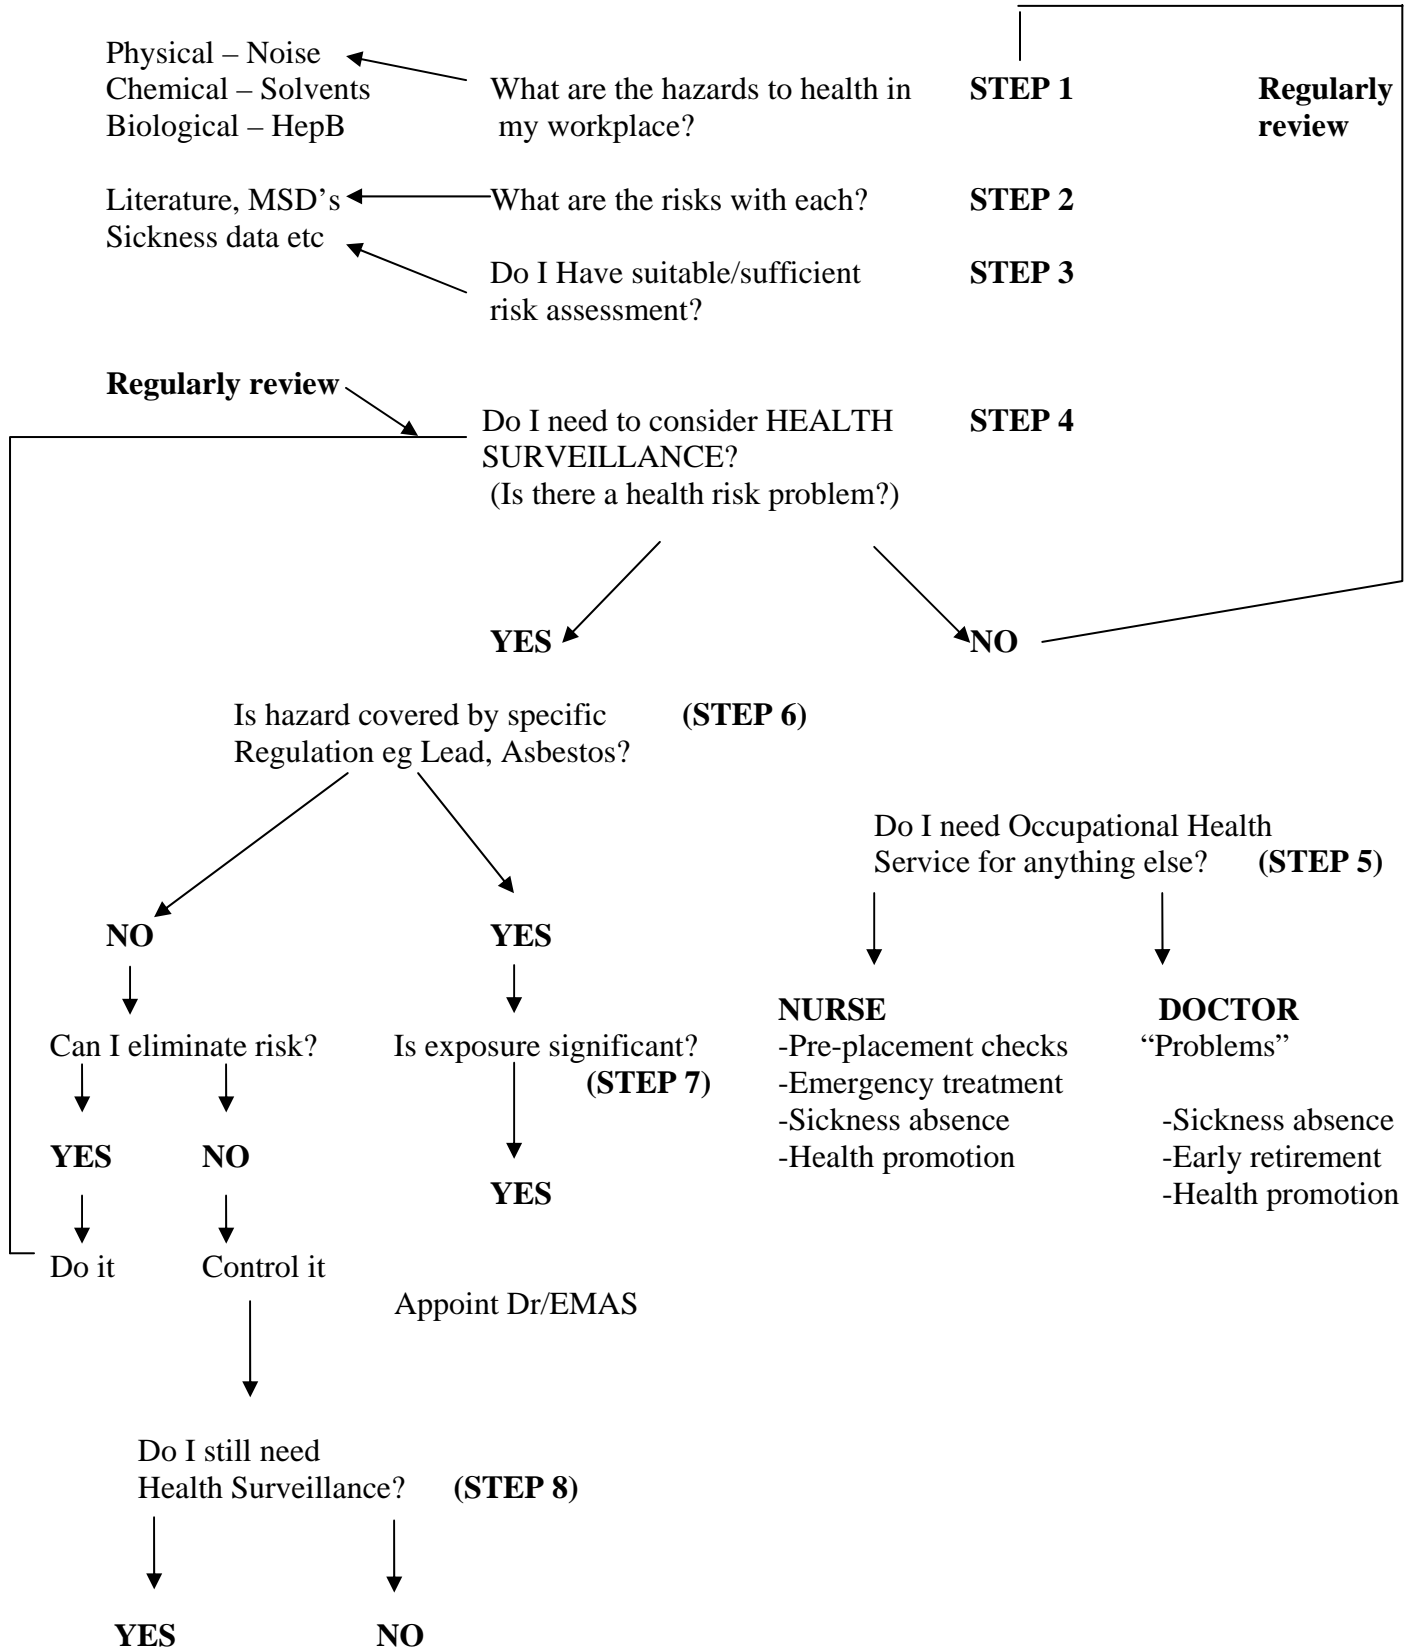 Physical – Noise
Chemical – Solvents
Biological – HepB
What are the hazards to health in
my workplace?
STEP 1
Regularly
review
Literature, MSD's
Sickness data etc
What are the risks with each?
STEP 2
Do I Have suitable/sufficient
risk assessment?
STEP 3
Regularly review
Do I need to consider HEALTH
SURVEILLANCE?
(Is there a health risk problem?)
STEP 4
YES
NO
Is hazard covered by specific
Regulation eg Lead, Asbestos?
(STEP 6)
Do I need Occupational Health
Service for anything else?
(STEP 5)
NO
YES
Can I eliminate risk?
Is exposure significant?
(STEP 7)
NURSE
-Pre-placement checks
-Emergency treatment
-Sickness absence
-Health promotion
DOCTOR
“Problems”
-Sickness absence
-Early retirement
-Health promotion
YES
NO
YES
Do it
Control it
Appoint Dr/EMAS
Do I still need
Health Surveillance?
(STEP 8)
YES
NO